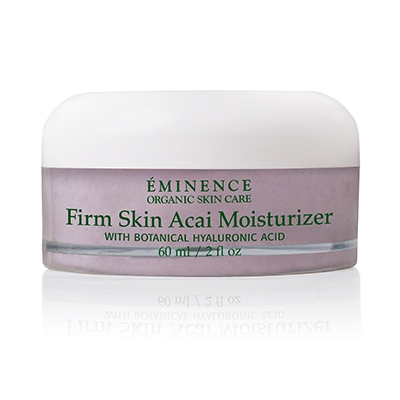 ÉMINENCE
ORGANIC SKIN CARE
Firm Skin Acai Moisturizer
WITH BOTANICAL HYALURONIC ACID
60 ml / 2 fl oz